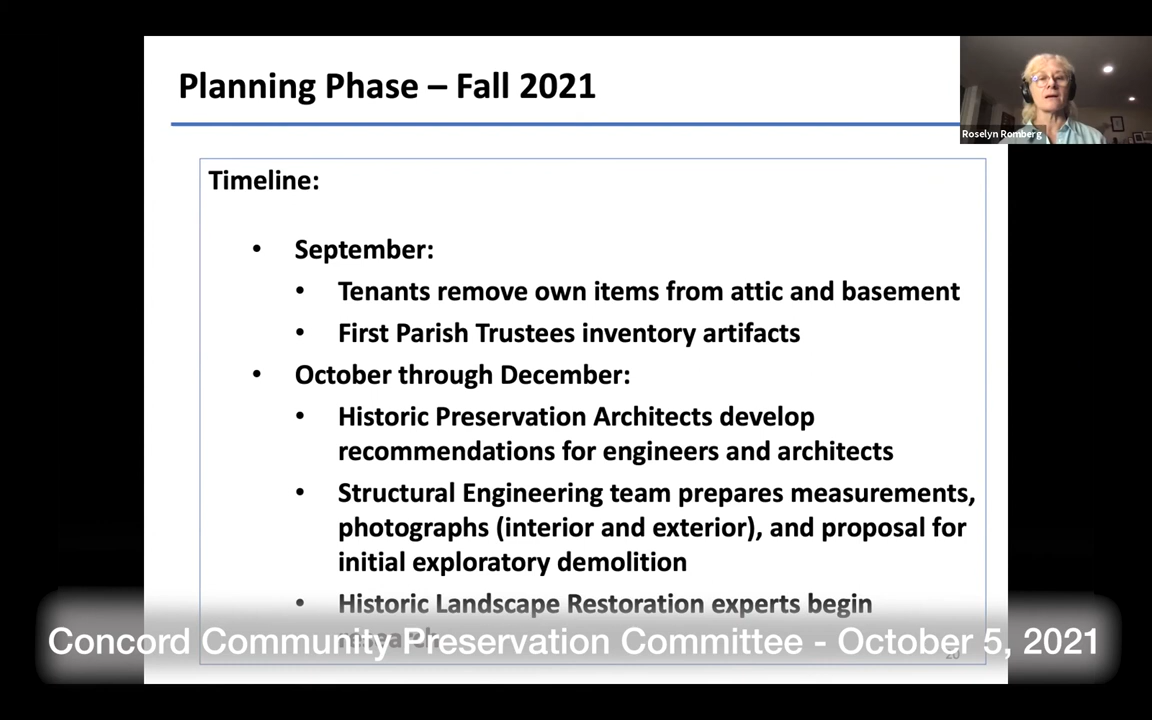 Planning Phase – Fall 2021
Roselyn Romberg
Timeline:
• September:
• Tenants remove own items from attic and basement
• First Parish Trustees inventory artifacts
• October through December:
• Historic Preservation Architects develop
recommendations for engineers and architects
• Structural Engineering team prepares measurements,
photographs (interior and exterior), and proposal for
initial exploratory demolition
• Historic Landscape Restoration experts begin
research
Concord Community Preservation Committee - October 5, 2021
20